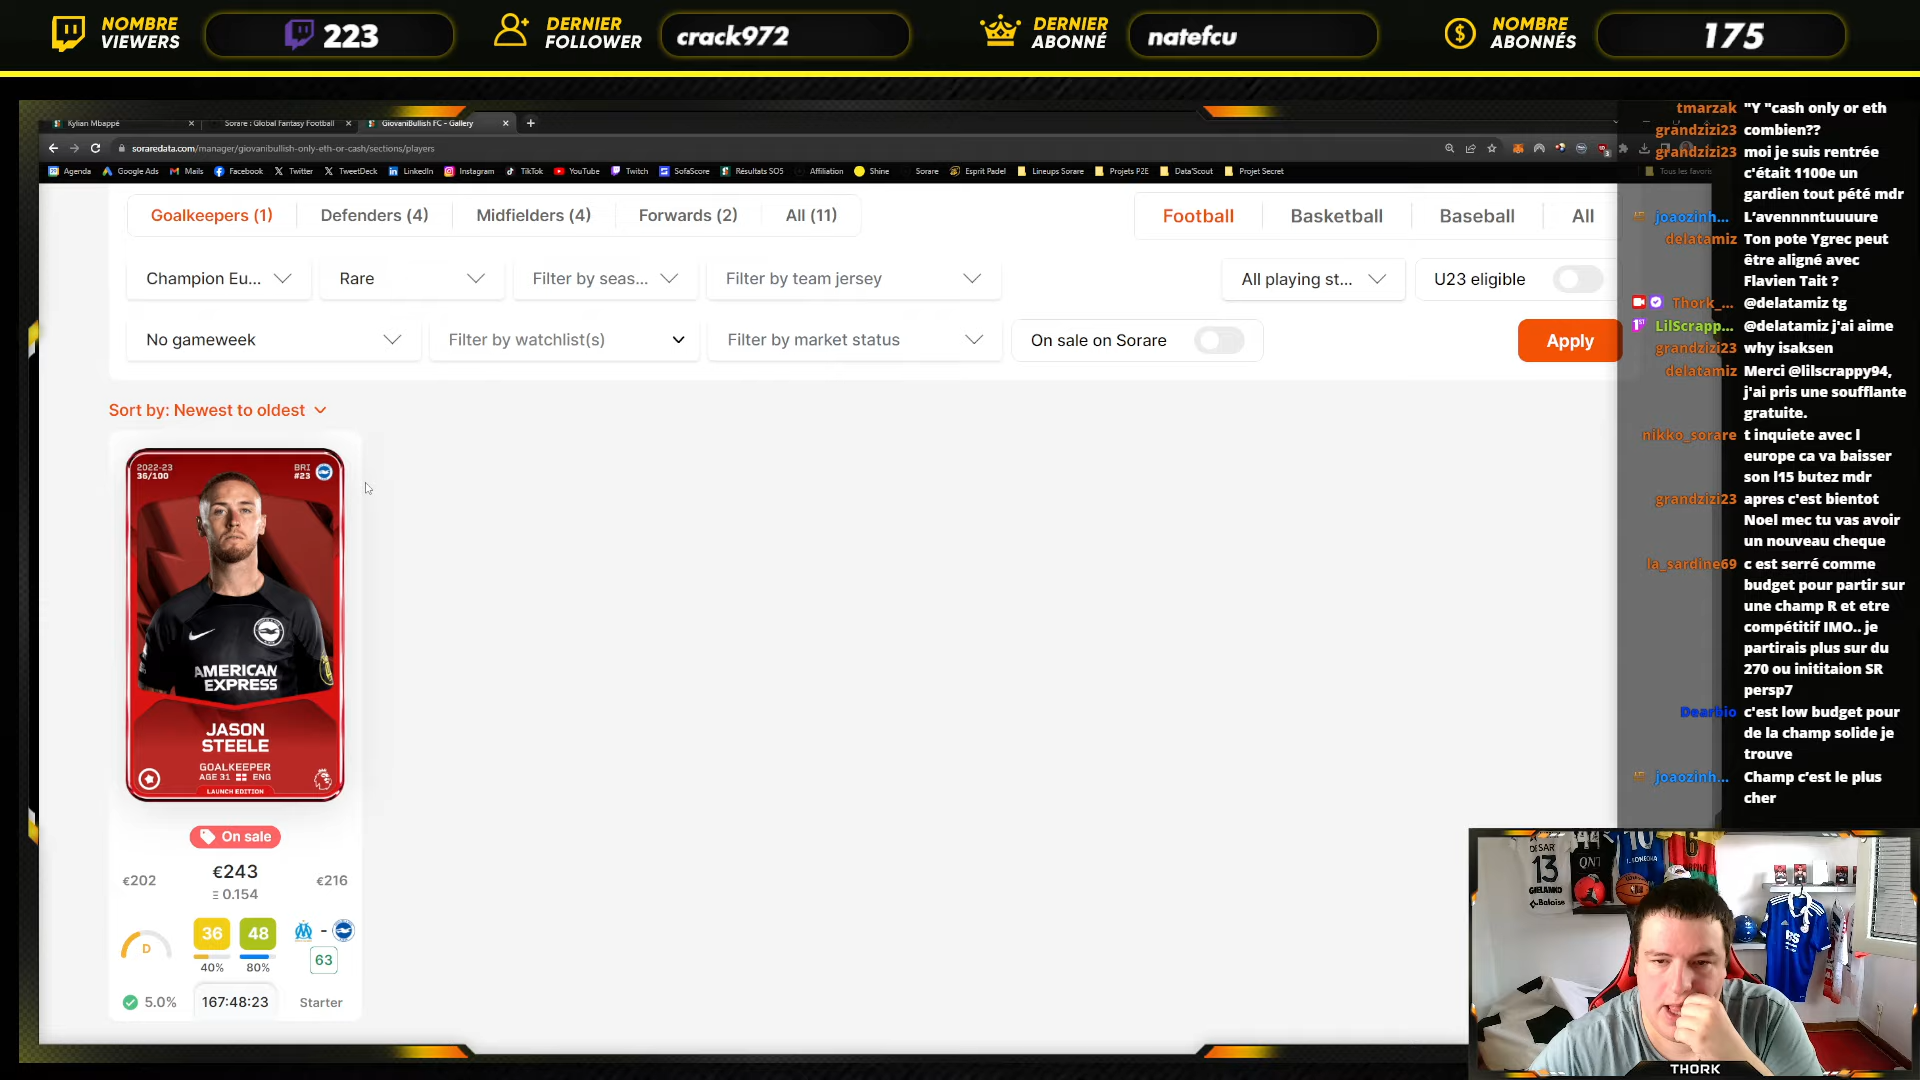 NOMBRE
VIEWERS
223
DERNIER
FOLLOWER
crack972
DERNIER
ABONNÉ
natefcu
NOMBRE
ABONNÉS
175
Kylian Mbappé
Sorare : Global Fantasy Football
GiovaniBullish FC - Gallery
soraredata.com/manager/giovanibullish-only-eth-or-cash/sections/players
Agenda
Google Ads
Mails
Facebook
Twitter
TweetDeck
LinkedIn
Instagram
TikTok
YouTube
Twitch
SofaScore
Résultats SO5
Affiliation
Shine
Sorare
Esprit Padel
Lineups Sorare
Projets P2E
Data'Scout
Projet Secret
Tous les favoris
Goalkeepers (1)
Defenders (4)
Midfielders (4)
Forwards (2)
All (11)
Football
Basketball
Baseball
All
Champion Eu...
Rare
Filter by seas...
Filter by team jersey
All playing st...
U23 eligible
No gameweek
Filter by watchlist(s)
Filter by market status
On sale on Sorare
Apply
Sort by: Newest to oldest
2022-23
36/100
BRI
#23
AMERICAN
EXPRESS
JASON
STEELE
GOALKEEPER
AGE 31 ENG
LAUNCH EDITION
On sale
€202
€243
€216
Ξ 0.154
D
36
48
-
40%
80%
63
5.0%
167:48:23
Starter
tmarzak "Y "cash only or eth
grandzizi23 combien??
grandzizi23 moi je suis rentrée
c'était 1100e un
gardien tout pété mdr
joaozinh... L'avennnntuuuure
delatamiz Ton pote Ygrec peut
être aligné avec
Flavien Tait ?
Thork_... @delatamiz tg
LilScrapp... @delatamiz j'ai aime
grandzizi23 why isaksen
delatamiz Merci @lilscrappy94,
j'ai pris une soufflante
gratuite.
nikko_sorare t inquiete avec l
europe ca va baisser
son l15 butez mdr
grandzizi23 apres c'est bientot
Noel mec tu vas avoir
un nouveau cheque
la_sardine69 c est serré comme
budget pour partir sur
une champ R et etre
compétitif IMO.. je
partirais plus sur du
270 ou inititaion SR
persp7
Dearbio c'est low budget pour
de la champ solide je
trouve
joaozinh... Champ c'est le plus
cher
13
QNT
10
6
THORK